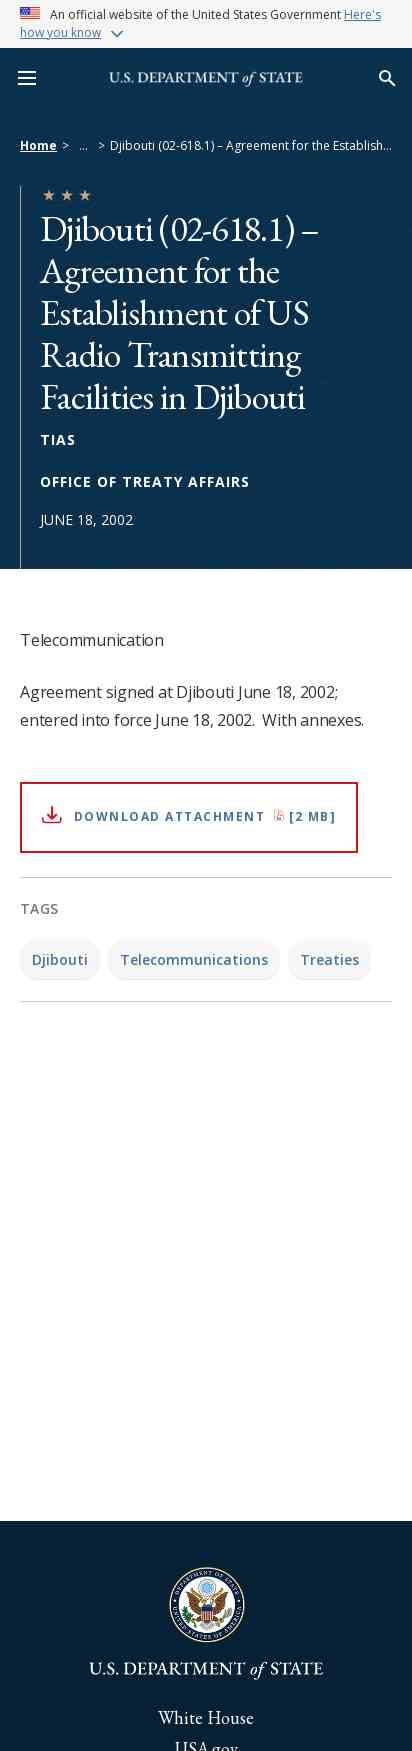 An official website of the United States Government Here's
how you know
U.S. DEPARTMENT of STATE
Home > ... > Djibouti (02-618.1) – Agreement for the Establish...
Djibouti (02-618.1) –
Agreement for the
Establishment of US
Radio Transmitting
Facilities in Djibouti
TIAS
OFFICE OF TREATY AFFAIRS
JUNE 18, 2002
Telecommunication
Agreement signed at Djibouti June 18, 2002;
entered into force June 18, 2002.  With annexes.
DOWNLOAD ATTACHMENT [2 MB]
TAGS
Djibouti Telecommunications Treaties
DEPARTMENT OF STATE
UNITED STATES OF AMERICA
U.S. DEPARTMENT of STATE
White House
USA.gov